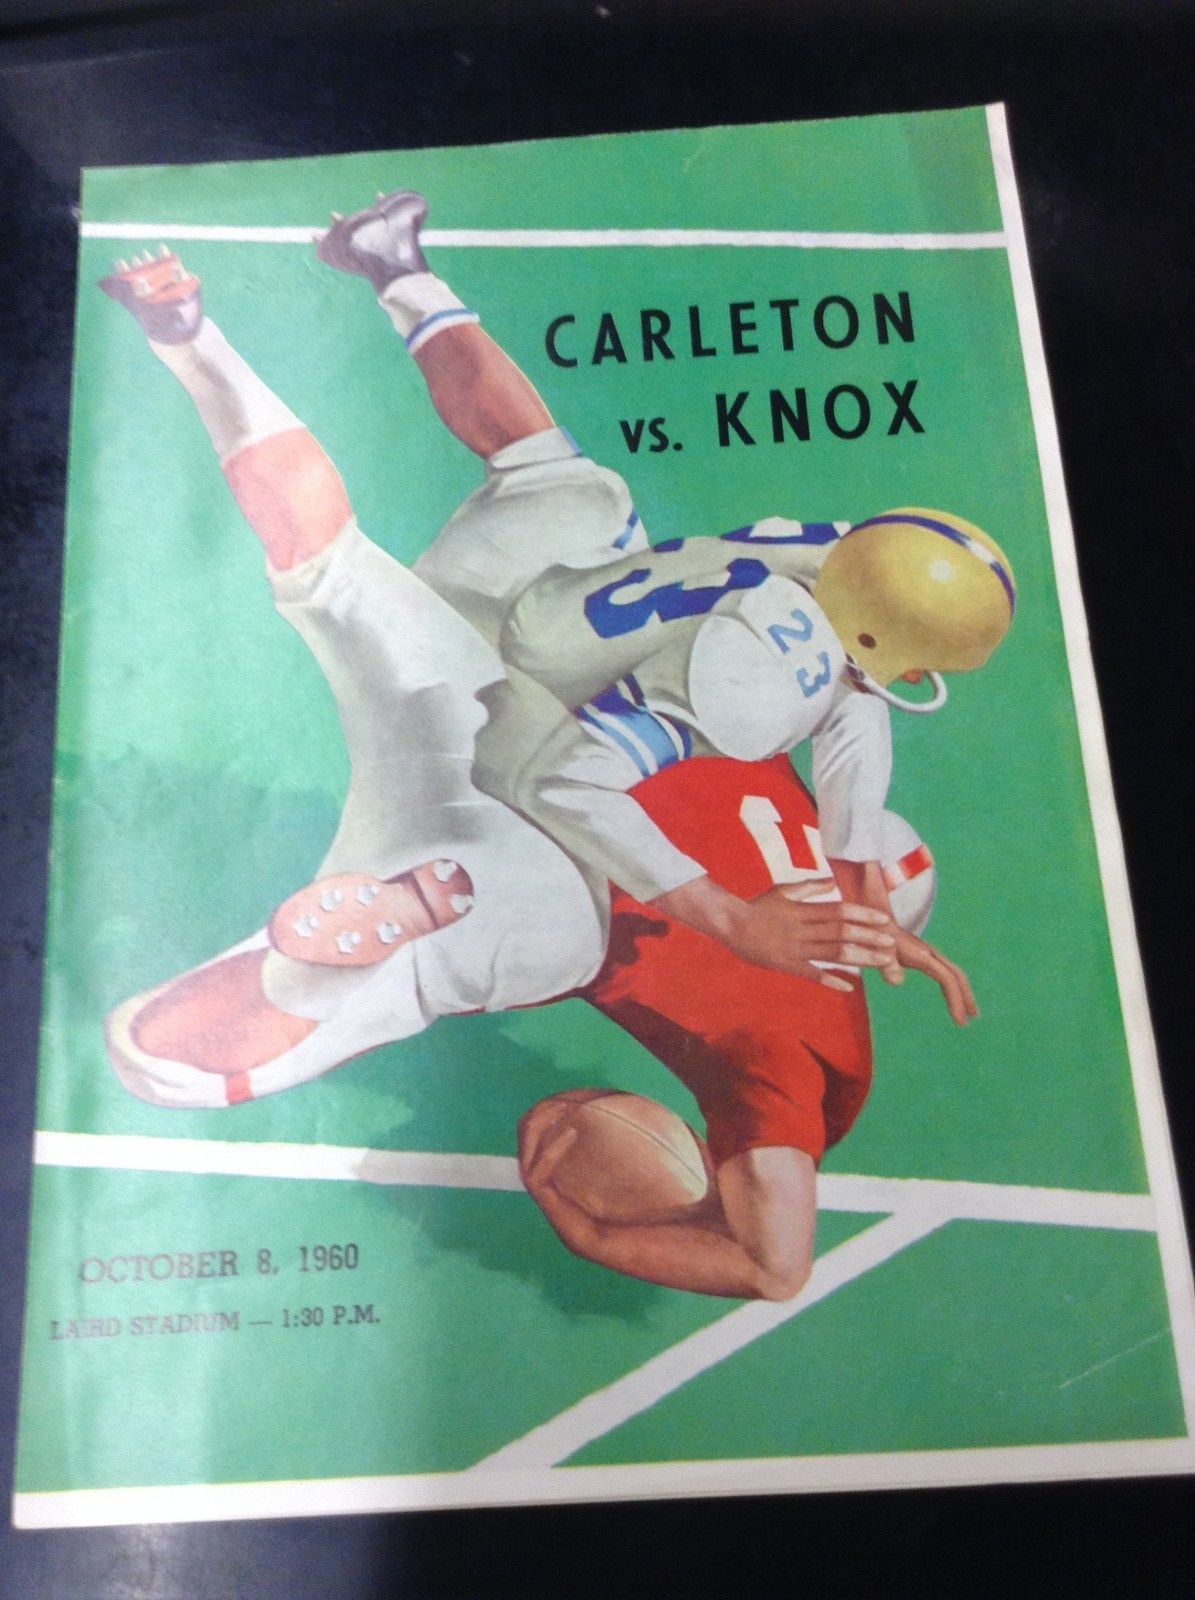 CARLETON
vs. KNOX
23
23
OCTOBER 8, 1960
LAIRD STADIUM — 1:30 P.M.